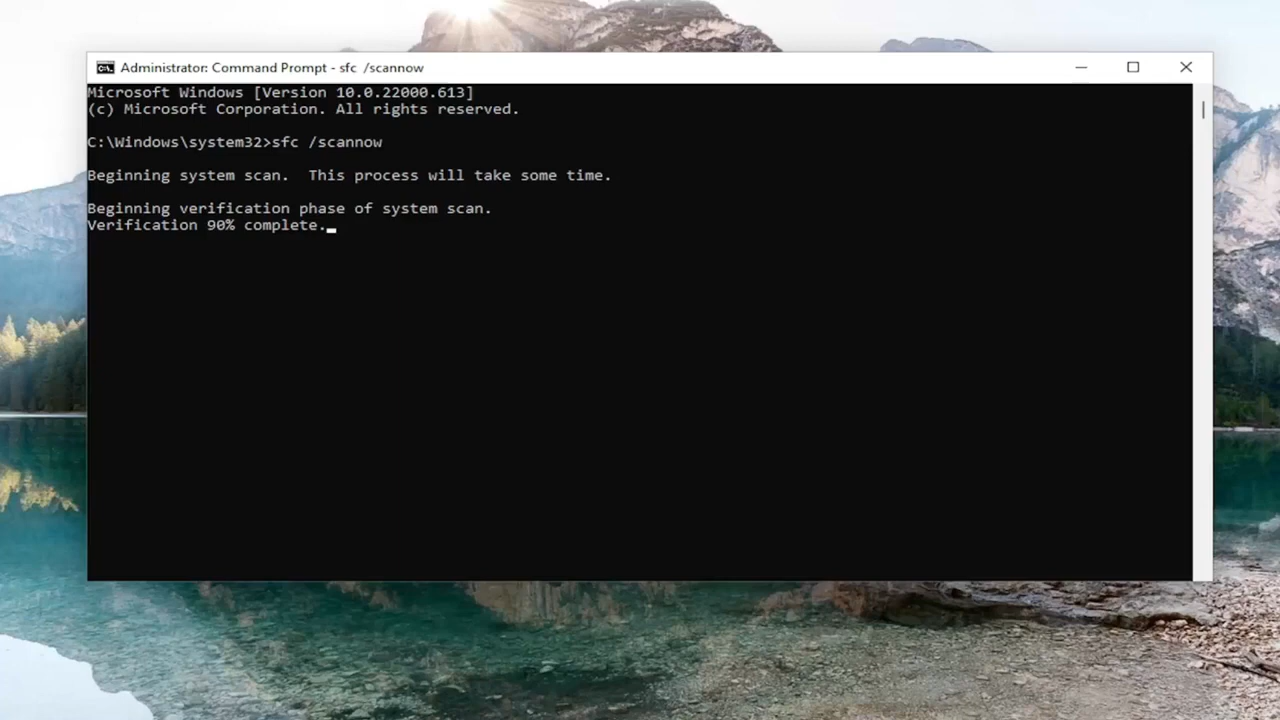 Administrator: Command Prompt - sfc  /scannow
Microsoft Windows [Version 10.0.22000.613]
(c) Microsoft Corporation. All rights reserved.
C:\Windows\system32>sfc /scannow
Beginning system scan.  This process will take some time.
Beginning verification phase of system scan.
Verification 90% complete.